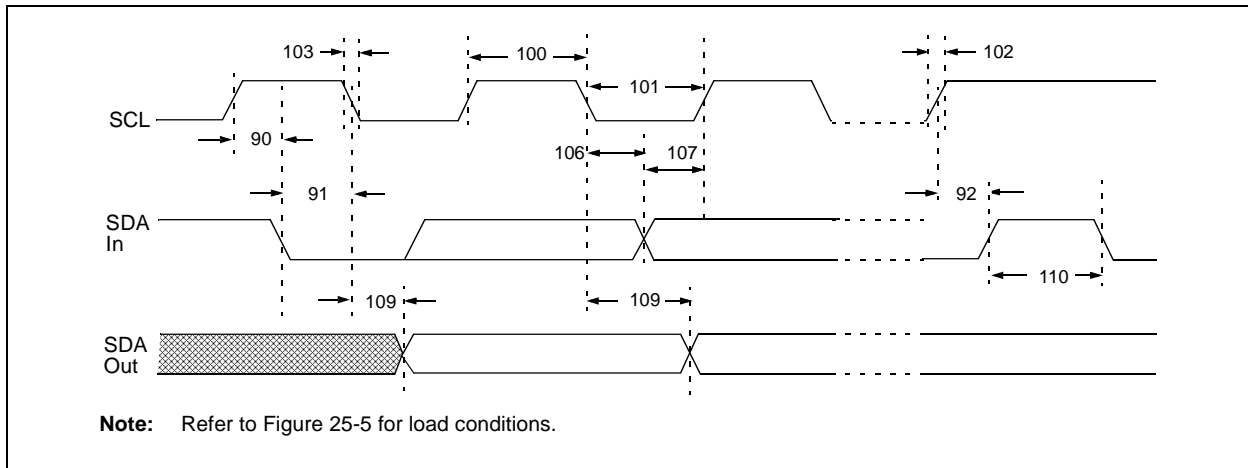 103
100
102
101
SCL
90
106
107
91
92
SDA
In
110
109
109
SDA
Out
Note: Refer to Figure 25-5 for load conditions.